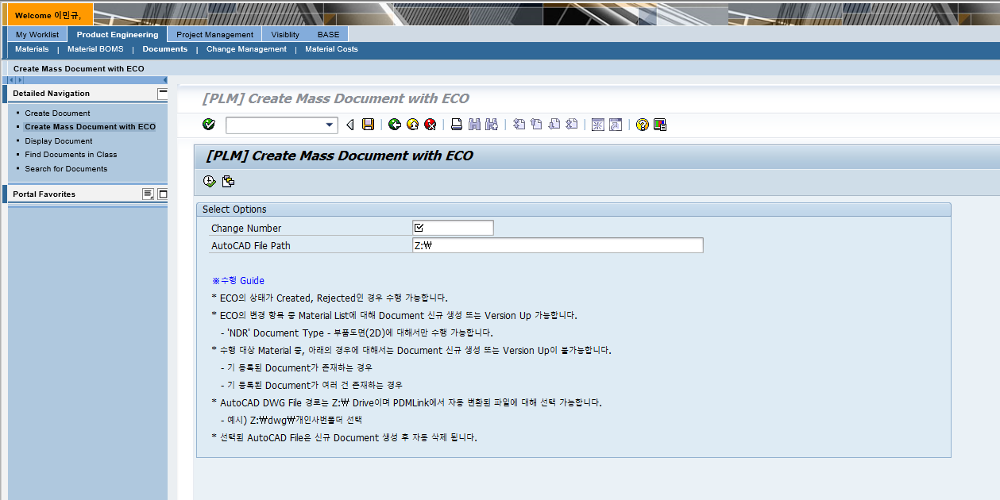 Welcome 이민규,
My Worklist Product Engineering Project Management Visiblity BASE
Materials | Material BOMS | Documents | Change Management | Material Costs
Create Mass Document with ECO
Detailed Navigation
• Create Document
• Create Mass Document with ECO
• Display Document
• Find Documents in Class
• Search for Documents
Portal Favorites
[PLM] Create Mass Document with ECO
[PLM] Create Mass Document with ECO
Select Options
Change Number
AutoCAD File Path Z:₩
※수행 Guide
* ECO의 상태가 Created, Rejected인 경우 수행 가능합니다.
* ECO의 변경 항목 중 Material List에 대해 Document 신규 생성 또는 Version Up 가능합니다.
- 'NDR' Document Type - 부품도면(2D)에 대해서만 수행 가능합니다.
* 수행 대상 Material 중, 아래의 경우에 대해서는 Document 신규 생성 또는 Version Up이 불가능합니다.
- 기 등록된 Document가 존재하는 경우
- 기 등록된 Document가 여러 건 존재하는 경우
* AutoCAD DWG File 경로는 Z:₩ Drive이며 PDMLink에서 자동 변환된 파일에 대해 선택 가능합니다.
- 예시) Z:₩dwg₩개인사번폴더 선택
* 선택된 AutoCAD File은 신규 Document 생성 후 자동 삭제 됩니다.